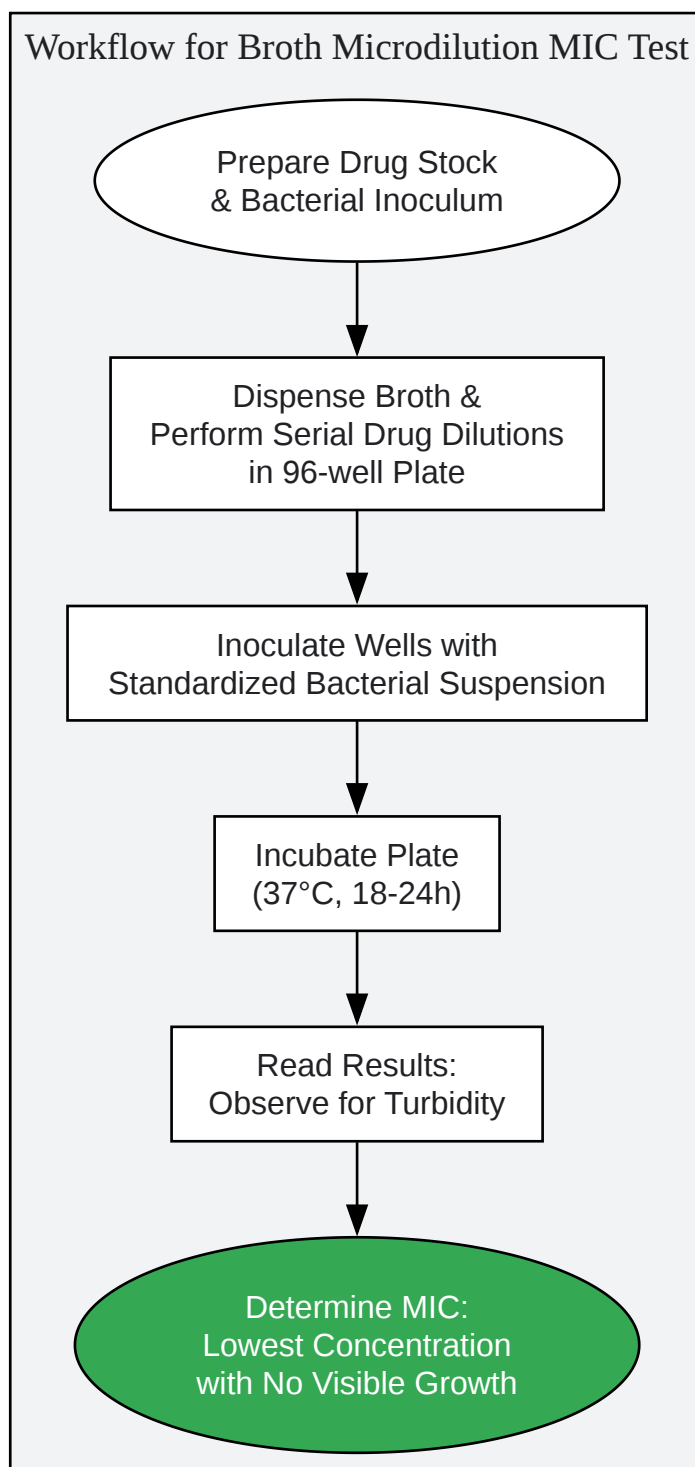 Workflow for Broth Microdilution MIC Test
Prepare Drug Stock
& Bacterial Inoculum
Dispense Broth &
Perform Serial Drug Dilutions
in 96-well Plate
Inoculate Wells with
Standardized Bacterial Suspension
Incubate Plate
(37°C, 18-24h)
Read Results:
Observe for Turbidity
Determine MIC:
Lowest Concentration
with No Visible Growth